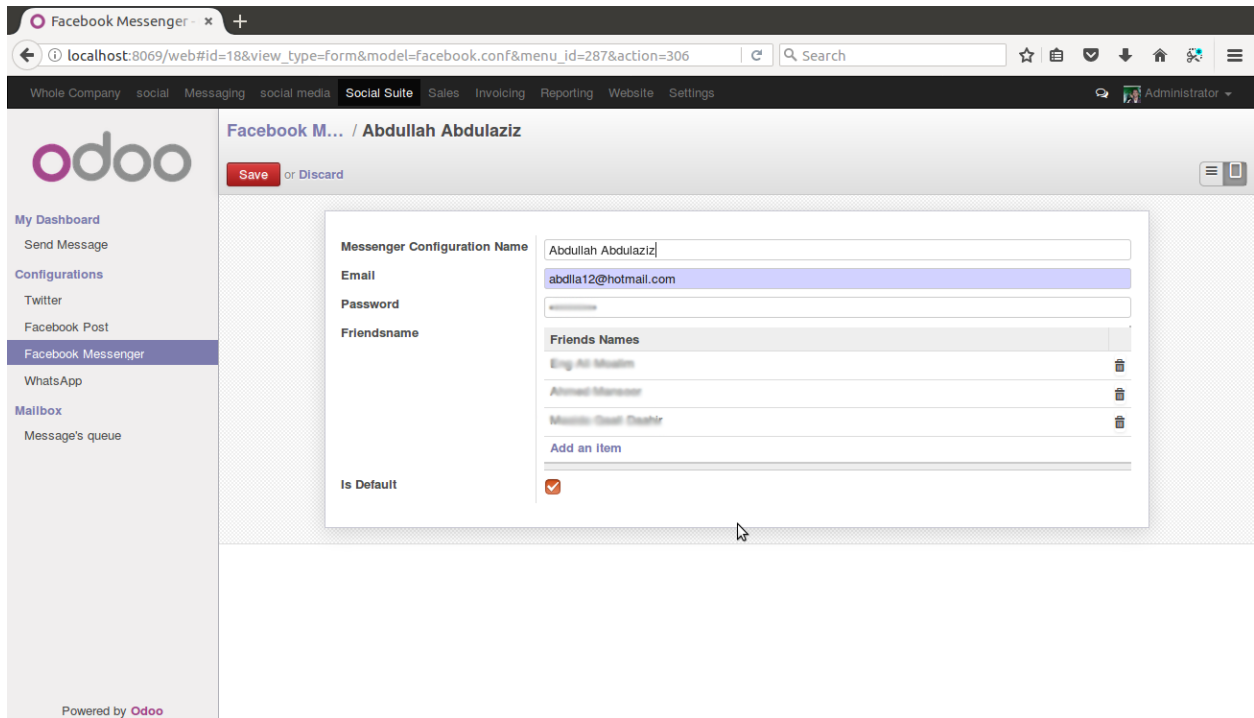 Facebook Messenger -
localhost:8069/web#id=18&view_type=form&model=facebook.conf&menu_id=287&action=306
Search
Whole Company social Messaging social media Social Suite Sales Invoicing Reporting Website Settings
Administrator
odoo
Facebook M... / Abdullah Abdulaziz
Save or Discard
My Dashboard
Send Message
Configurations
Twitter
Facebook Post
Facebook Messenger
WhatsApp
Mailbox
Message's queue
Messenger Configuration Name Abdullah Abdulaziz
Email abdlla12@hotmail.com
Password
Friendsname
Friends Names
Add an item
Is Default
Powered by Odoo